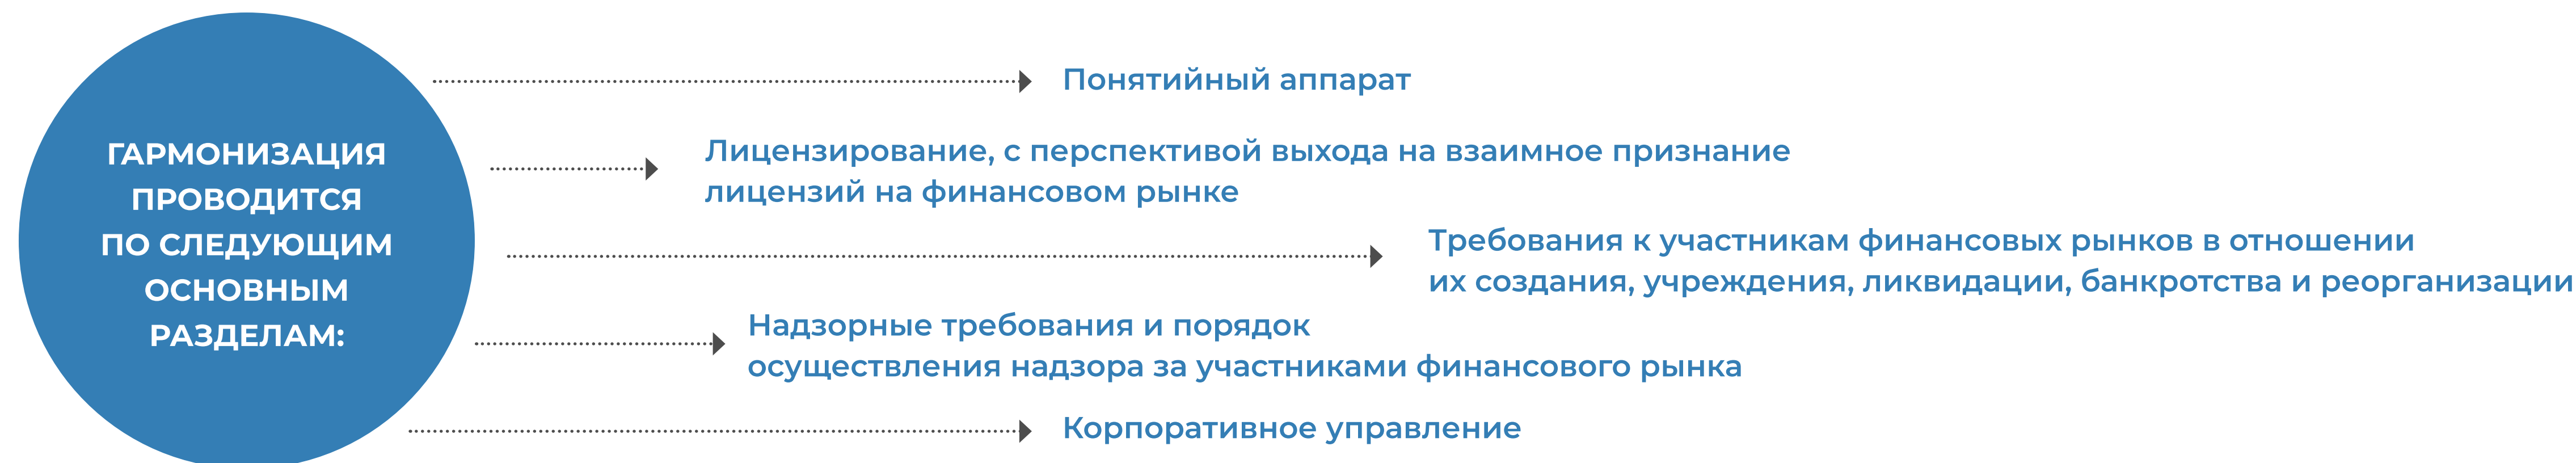 ГАРМОНИЗАЦИЯ
ПРОВОДИТСЯ
ПО СЛЕДУЮЩИМ
ОСНОВНЫМ
РАЗДЕЛАМ:
Понятийный аппарат
Лицензирование, с перспективой выхода на взаимное признание
лицензий на финансовом рынке
Требования к участникам финансовых рынков в отношении
их создания, учреждения, ликвидации, банкротства и реорганизации
Надзорные требования и порядок
осуществления надзора за участниками финансового рынка
Корпоративное управление